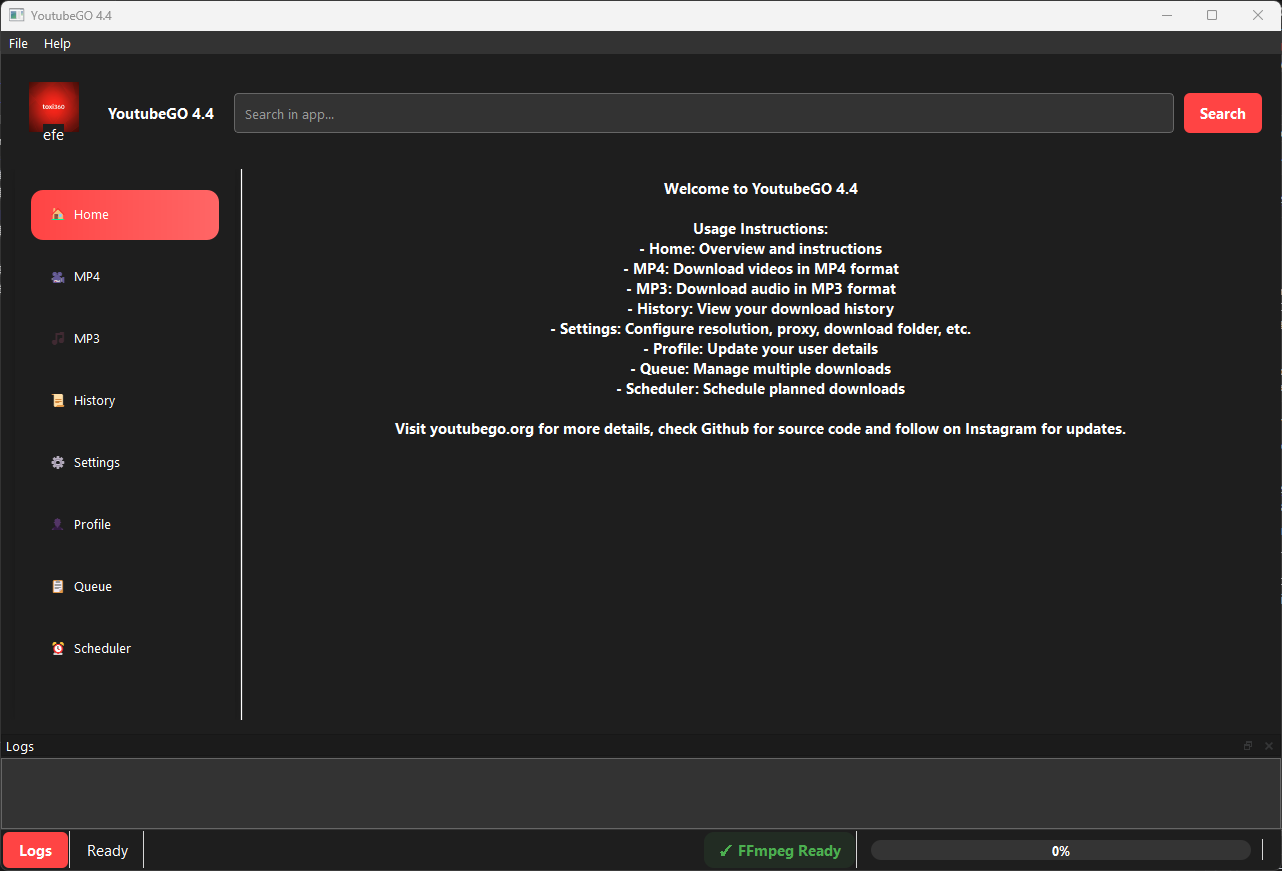 YoutubeGO 4.4
File Help
toxi360
efe
YoutubeGO 4.4
Search in app...
Search
Home
MP4
MP3
History
Settings
Profile
Queue
Scheduler
Welcome to YoutubeGO 4.4
Usage Instructions:
- Home: Overview and instructions
- MP4: Download videos in MP4 format
- MP3: Download audio in MP3 format
- History: View your download history
- Settings: Configure resolution, proxy, download folder, etc.
- Profile: Update your user details
- Queue: Manage multiple downloads
- Scheduler: Schedule planned downloads
Visit youtubego.org for more details, check Github for source code and follow on Instagram for updates.
Logs
Logs Ready ✓ FFmpeg Ready 0%